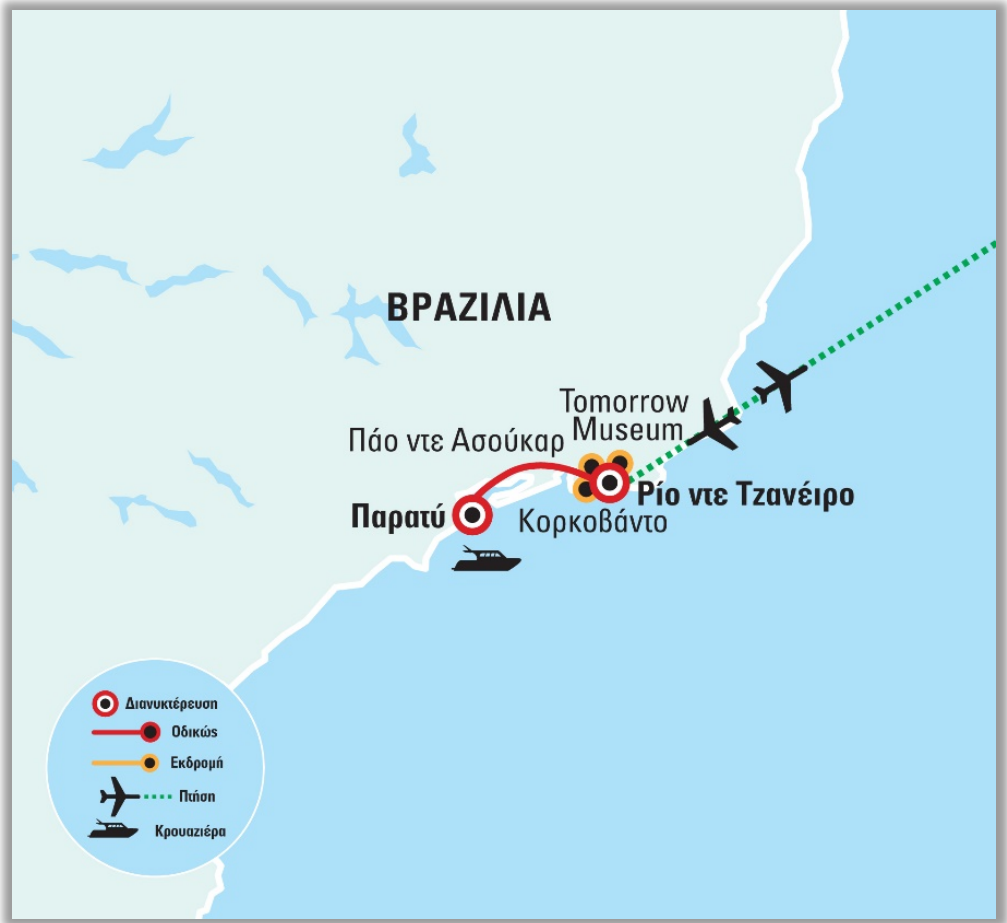 ΒΡΑΖΙΛΙΑ
Tomorrow
Museum
Πάο ντε Ασούκαρ
Ρίο ντε Τζανέιρο
Παρατύ
Κορκοβάντο
Διανυκτέρευση
Οδικώς
Εκδρομή
Πτήση
Κρουαζιέρα